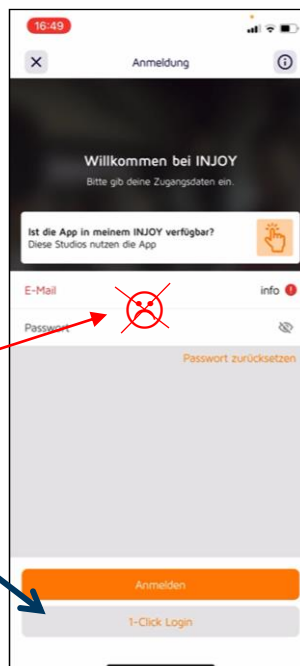 16:49
Anmeldung
Willkommen bei INJOY
Bitte gib deine Zugangsdaten ein.
Ist die App in meinem INJOY verfügbar?
Diese Studios nutzen die App
E-Mail info
Passwort
Passwort zurücksetzen
Anmelden
1-Click Login